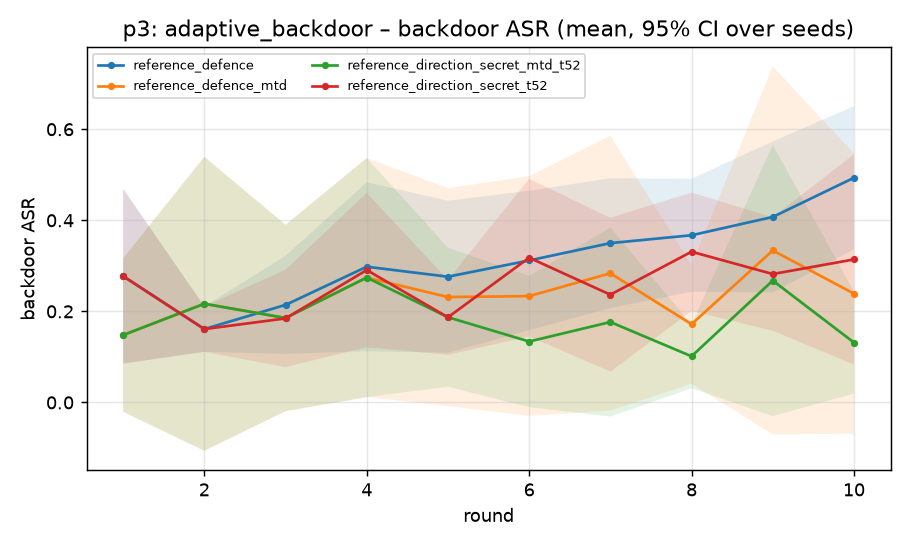 p3: adaptive_backdoor – backdoor ASR (mean, 95% CI over seeds)
reference_defence
reference_defence_mtd
reference_direction_secret_mtd_t52
reference_direction_secret_t52
backdoor ASR
0.6
0.4
0.2
0.0
2 4 6 8 10
round